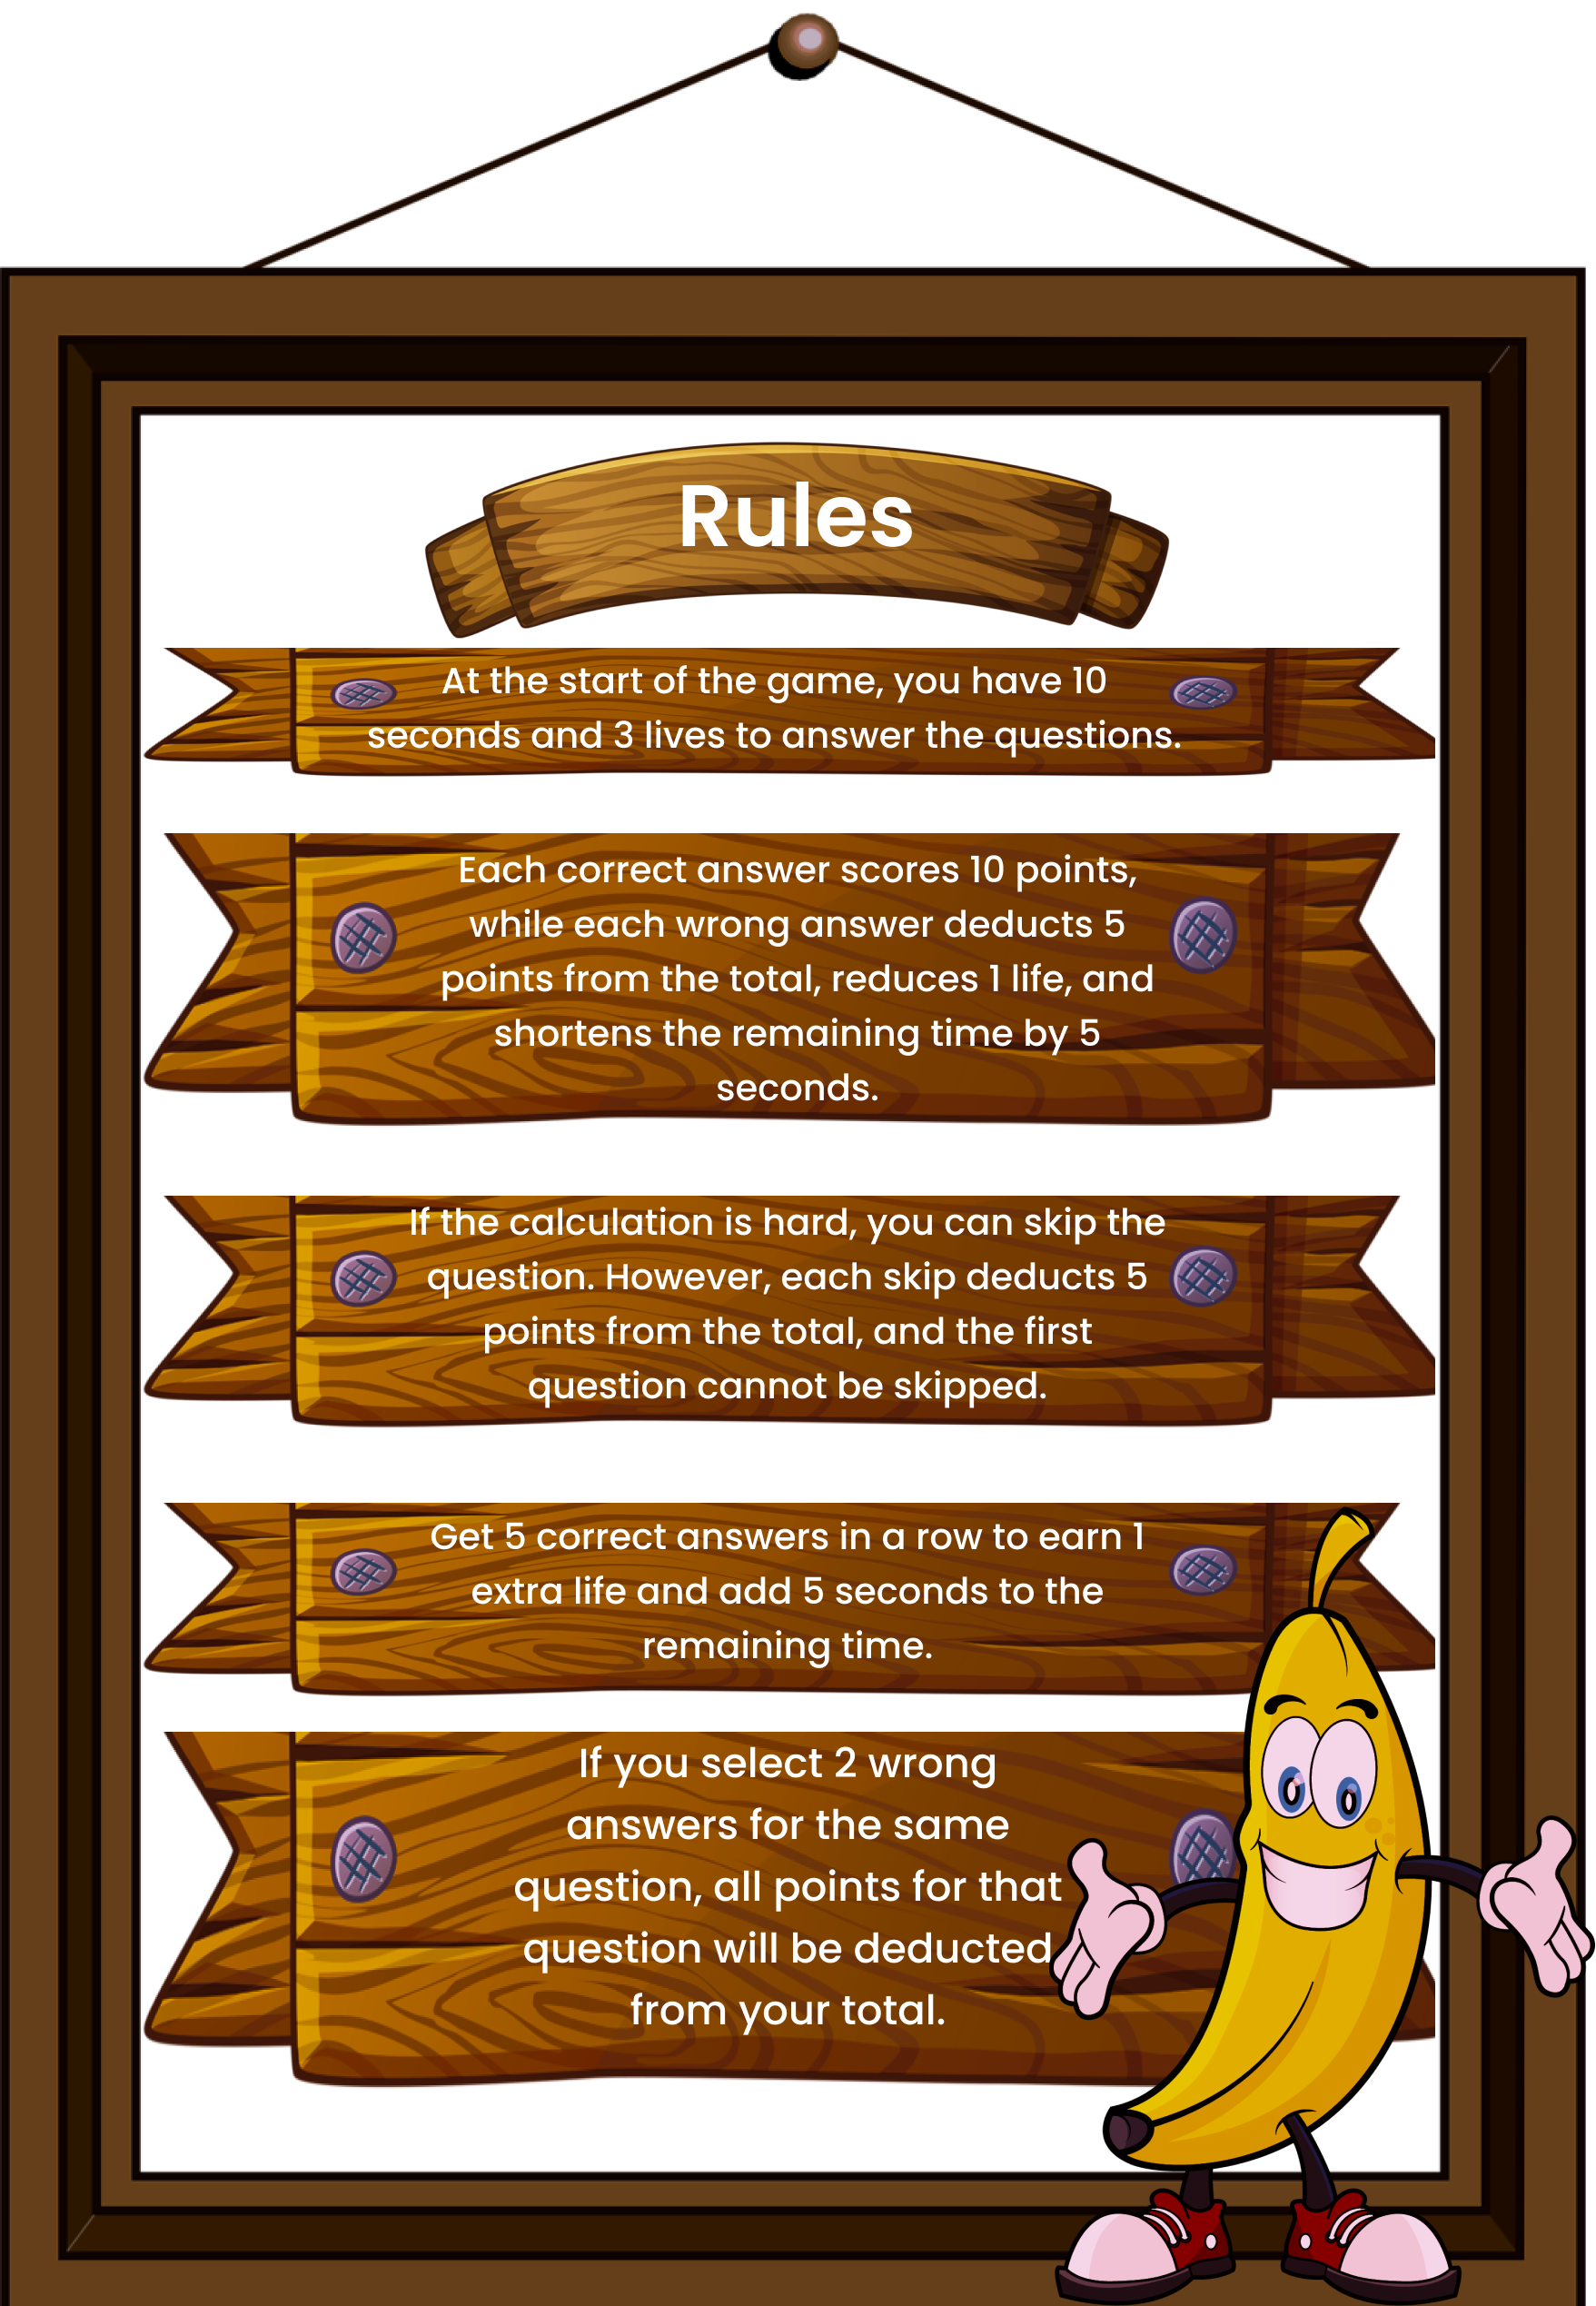 Rules
At the start of the game, you have 10
seconds and 3 lives to answer the questions.
Each correct answer scores 10 points,
while each wrong answer deducts 5
points from the total, reduces 1 life, and
shortens the remaining time by 5
seconds.
If the calculation is hard, you can skip the
question. However, each skip deducts 5
points from the total, and the first
question cannot be skipped.
Get 5 correct answers in a row to earn 1
extra life and add 5 seconds to the
remaining time.
If you select 2 wrong
answers for the same
question, all points for that
question will be deducted
from your total.